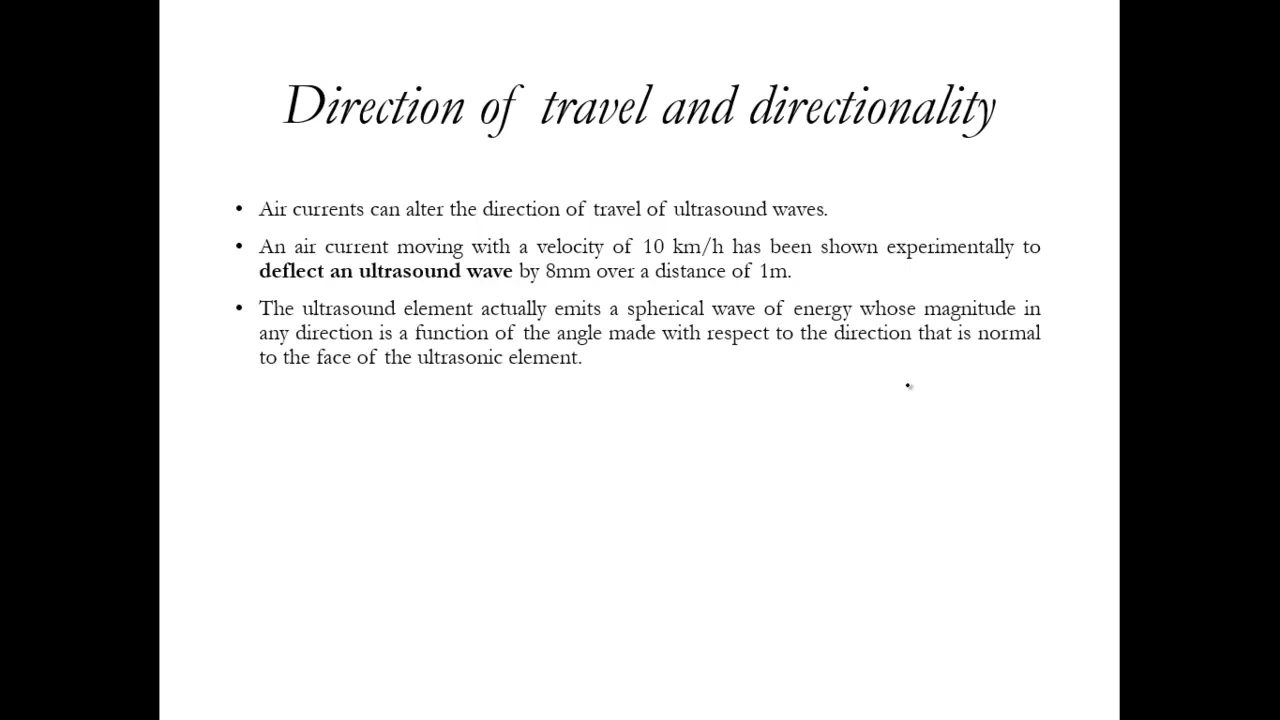 Direction of travel and directionality
• Air currents can alter the direction of travel of ultrasound waves.
• An air current moving with a velocity of 10 km/h has been shown experimentally to
deflect an ultrasound wave by 8mm over a distance of 1m.
• The ultrasound element actually emits a spherical wave of energy whose magnitude in
any direction is a function of the angle made with respect to the direction that is normal
to the face of the ultrasonic element.